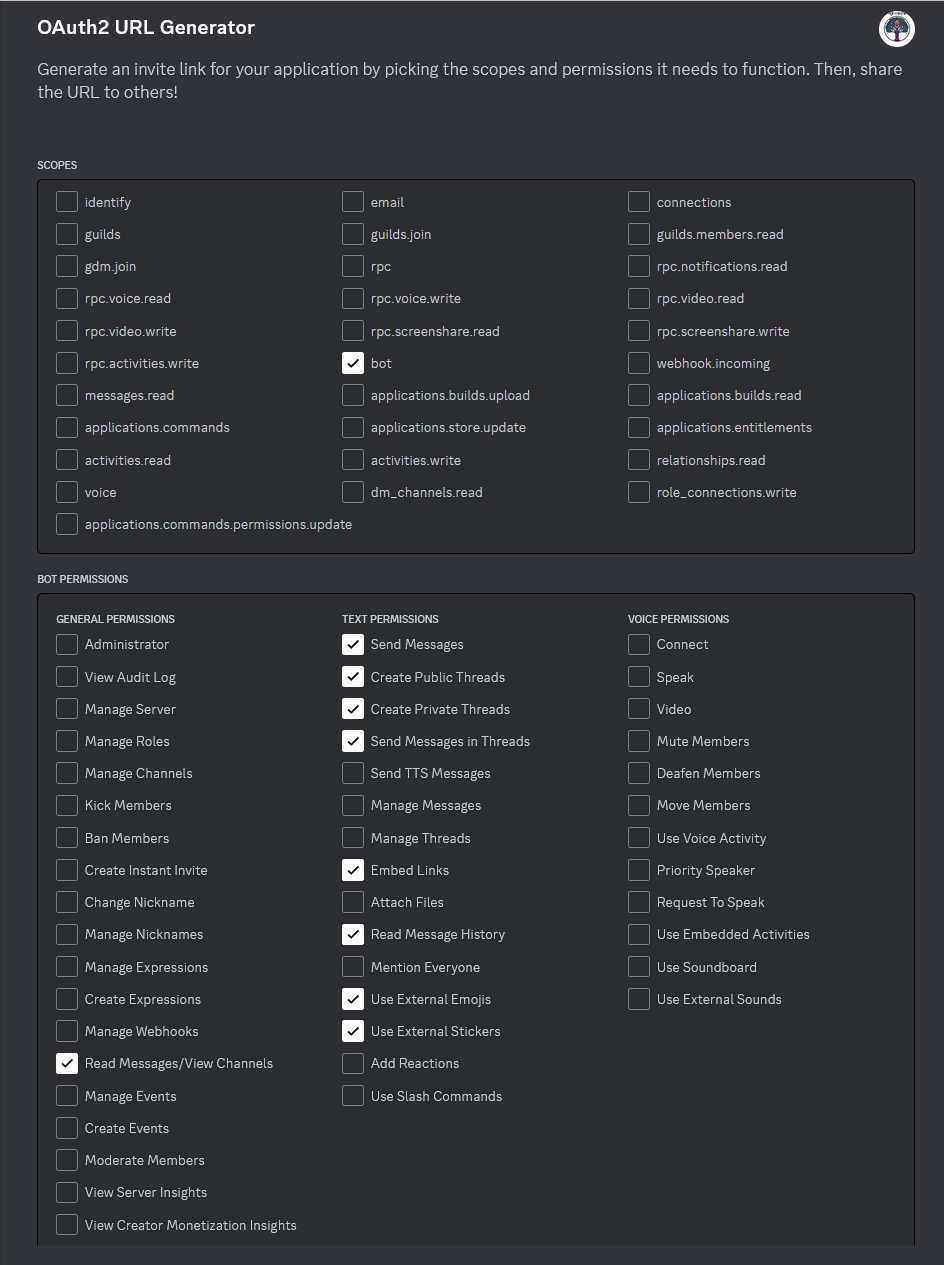 OAuth2 URL Generator
Generate an invite link for your application by picking the scopes and permissions it needs to function. Then, share
the URL to others!
SCOPES
identify
email
connections
guilds
guilds.join
guilds.members.read
gdm.join
rpc
rpc.notifications.read
rpc.voice.read
rpc.voice.write
rpc.video.read
rpc.video.write
rpc.screenshare.read
rpc.screenshare.write
rpc.activities.write
bot
webhook.incoming
messages.read
applications.builds.upload
applications.builds.read
applications.commands
applications.store.update
applications.entitlements
activities.read
activities.write
relationships.read
voice
dm_channels.read
role_connections.write
applications.commands.permissions.update
BOT PERMISSIONS
GENERAL PERMISSIONS
Administrator
View Audit Log
Manage Server
Manage Roles
Manage Channels
Kick Members
Ban Members
Create Instant Invite
Change Nickname
Manage Nicknames
Manage Expressions
Create Expressions
Manage Webhooks
Read Messages/View Channels
Manage Events
Create Events
Moderate Members
View Server Insights
View Creator Monetization Insights
TEXT PERMISSIONS
Send Messages
Create Public Threads
Create Private Threads
Send Messages in Threads
Send TTS Messages
Manage Messages
Manage Threads
Embed Links
Attach Files
Read Message History
Mention Everyone
Use External Emojis
Use External Stickers
Add Reactions
Use Slash Commands
VOICE PERMISSIONS
Connect
Speak
Video
Mute Members
Deafen Members
Move Members
Use Voice Activity
Priority Speaker
Request To Speak
Use Embedded Activities
Use Soundboard
Use External Sounds